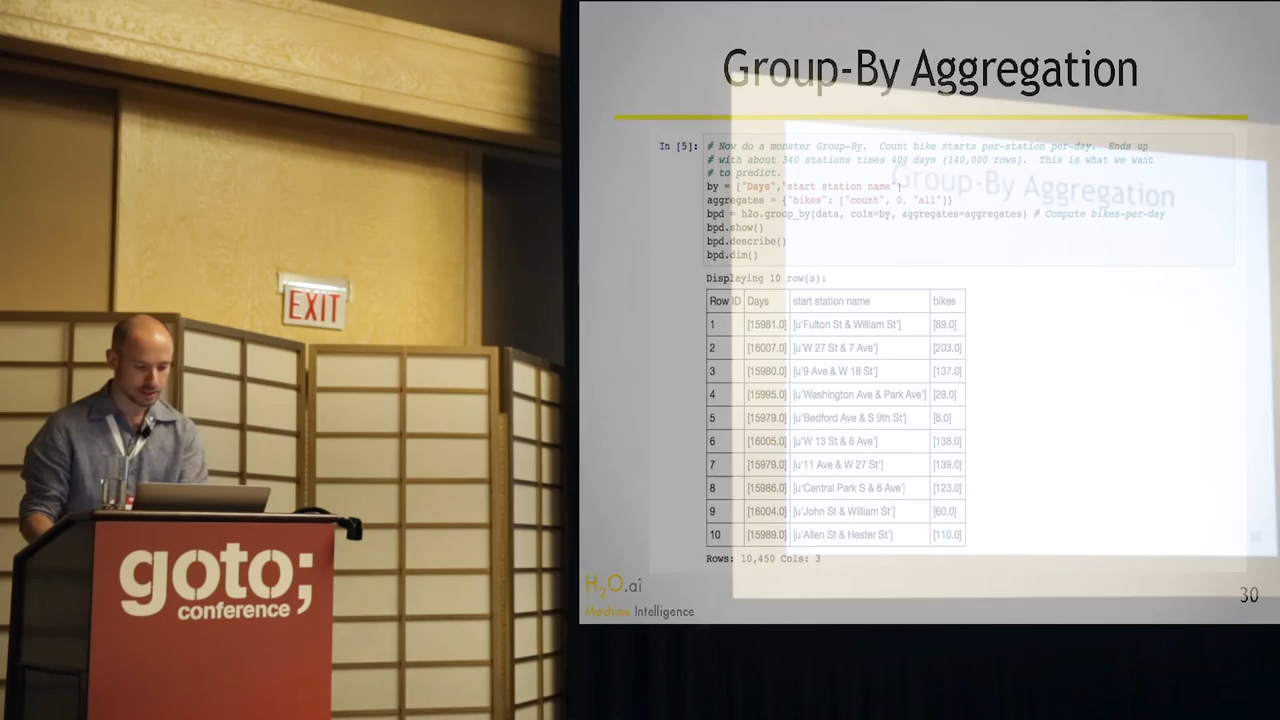 Group-By Aggregation
In [5]:
# Now do a monster Group-By. Count bike starts per-station per-day. Ends up
# with about 340 stations times 400 days (140,000 rows). This is what we want
# to predict.
by = ["Days","start station name"]
aggregates = {"bikes": ["count", 0, "all"]}
bpd = h2o.group_by(data, cols=by, aggregates=aggregates) # Compute bikes-per-day
bpd.show()
bpd.describe()
bpd.dim()
Group-By Aggregation
Displaying 10 row(s):
Row ID Days start station name bikes
1 [15981.0] [u'Fulton St & William St'] [89.0]
2 [16007.0] [u'W 27 St & 7 Ave'] [203.0]
3 [15980.0] [u'9 Ave & W 18 St'] [137.0]
4 [15995.0] [u'Washington Ave & Park Ave'] [29.0]
5 [15979.0] [u'Bedford Ave & S 9th St'] [8.0]
6 [16005.0] [u'W 13 St & 6 Ave'] [138.0]
7 [15979.0] [u'11 Ave & W 27 St'] [139.0]
8 [15986.0] [u'Central Park S & 6 Ave'] [123.0]
9 [16004.0] [u'John St & William St'] [60.0]
10 [15989.0] [u'Allen St & Hester St'] [110.0]
Rows: 10,450 Cols: 3
H2O.ai
Machine Intelligence
30
EXIT
goto;
conference